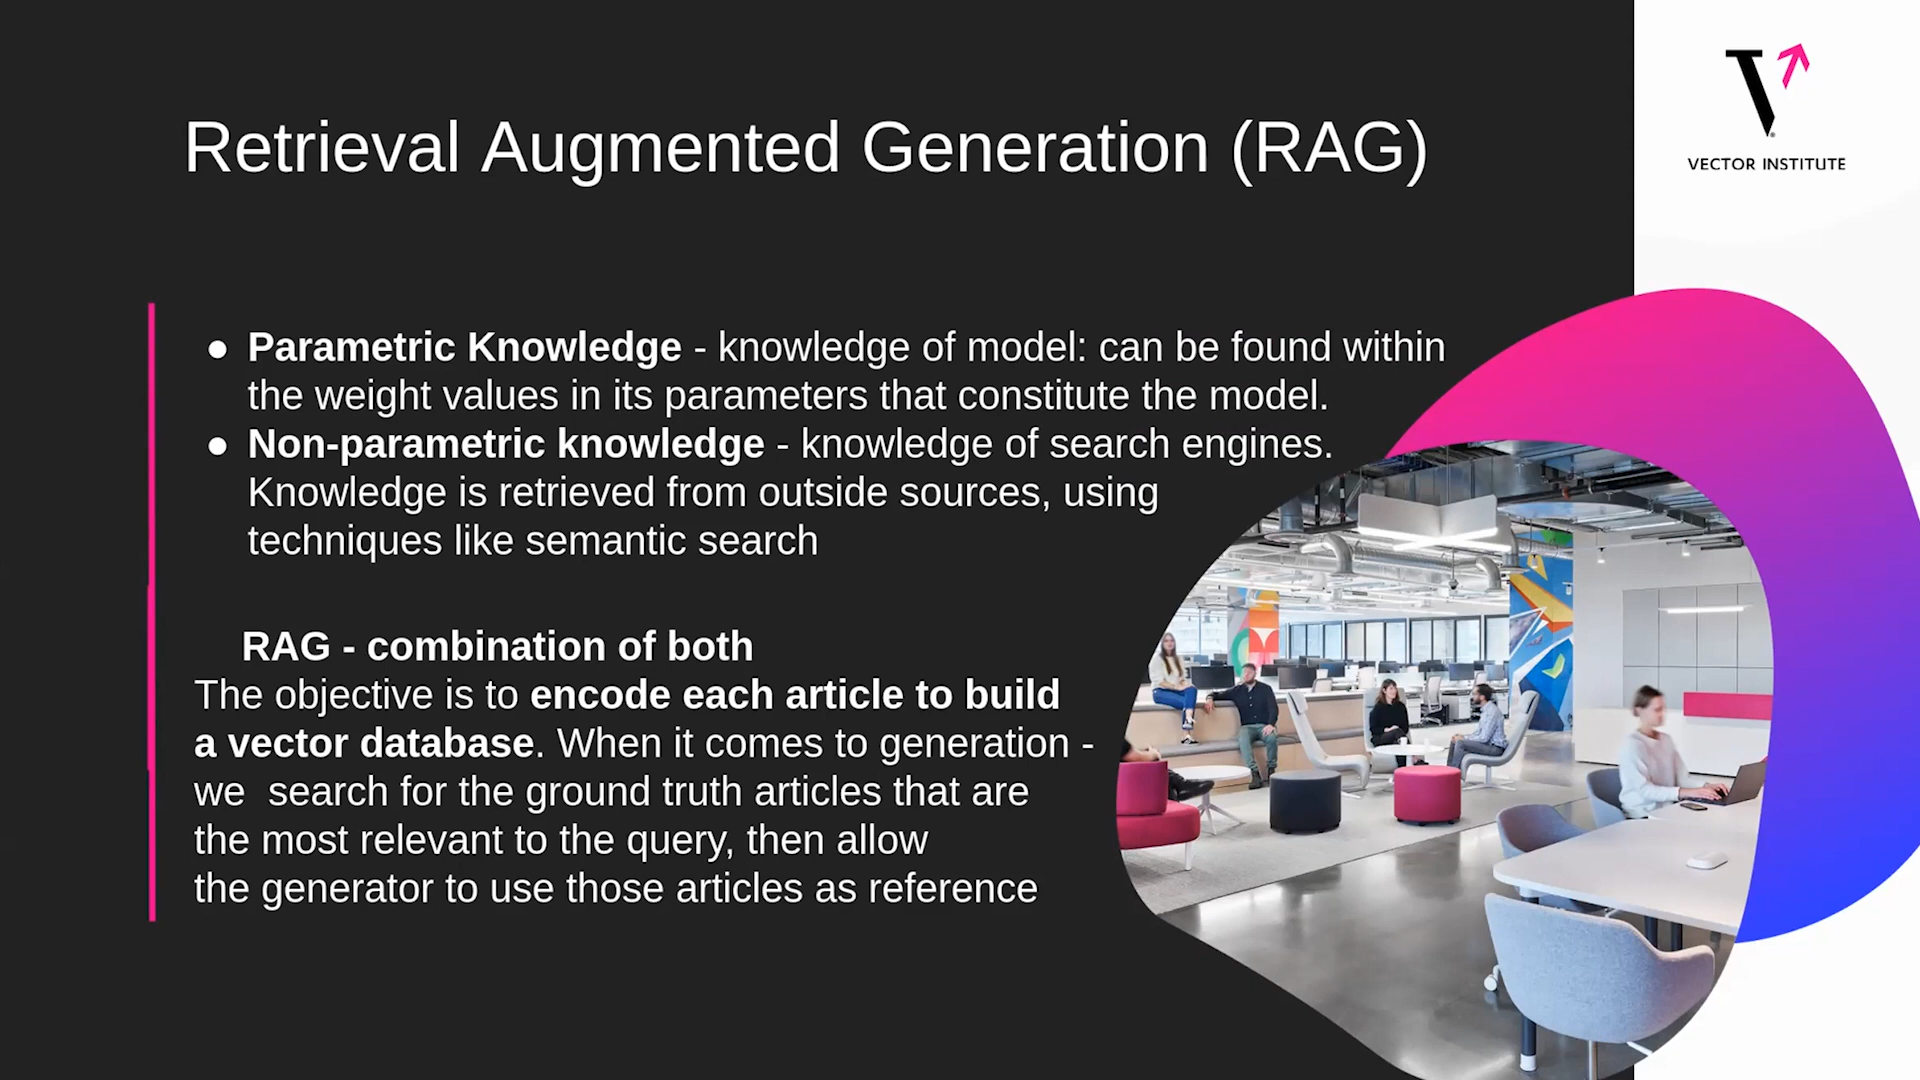 Retrieval Augmented Generation (RAG)
VECTOR INSTITUTE
● Parametric Knowledge - knowledge of model: can be found within
the weight values in its parameters that constitute the model.
● Non-parametric knowledge - knowledge of search engines.
Knowledge is retrieved from outside sources, using
techniques like semantic search
RAG - combination of both
The objective is to encode each article to build
a vector database. When it comes to generation -
we  search for the ground truth articles that are
the most relevant to the query, then allow
the generator to use those articles as reference